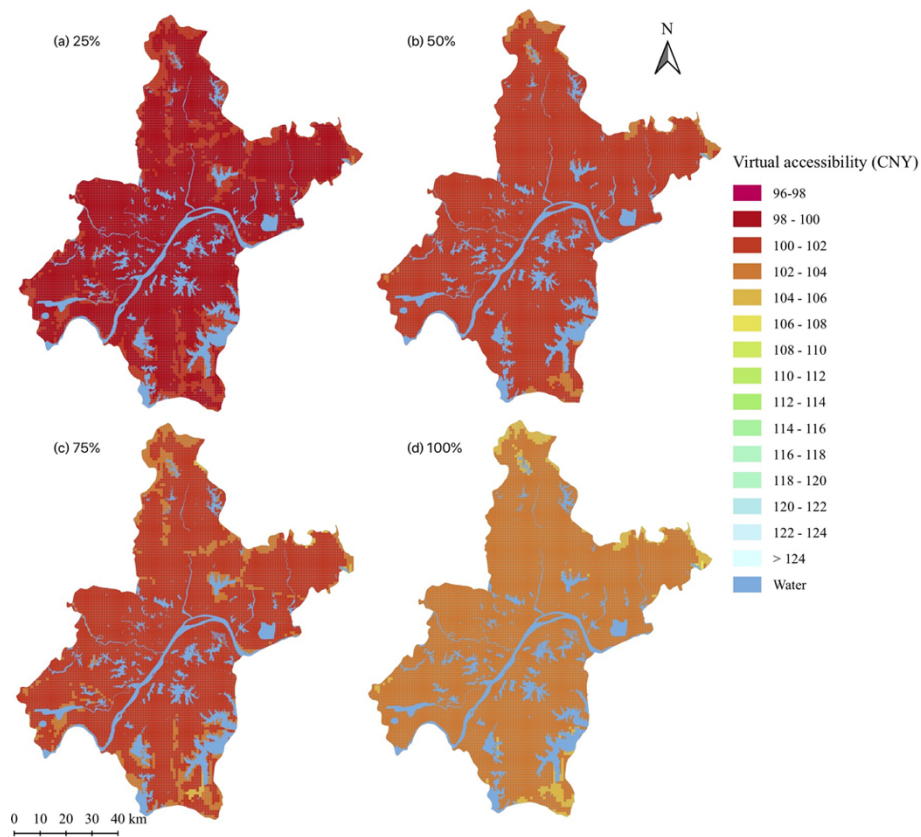 (a) 25%
(b) 50%
N
Virtual accessibility (CNY)
96-98
98 - 100
100 - 102
102 - 104
104 - 106
106 - 108
108 - 110
110 - 112
112 - 114
114 - 116
116 - 118
118 - 120
120 - 122
122 - 124
> 124
Water
(c) 75%
(d) 100%
0 10 20 30 40 km